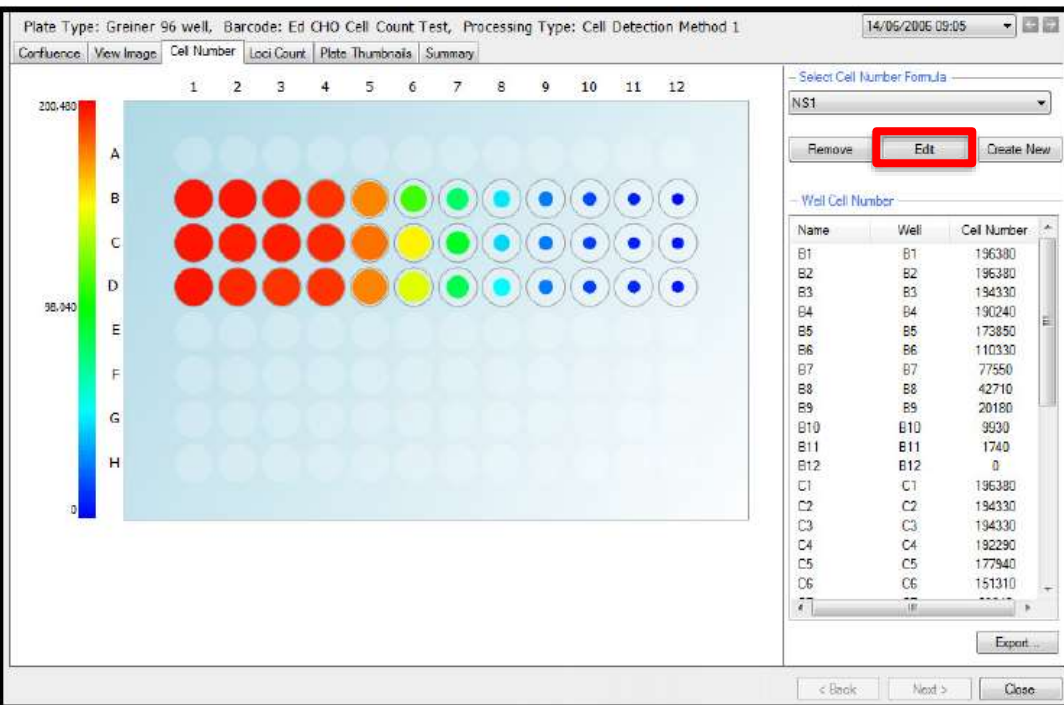 Plate Type: Greiner 96 well, Barcode: Ed CHO Cell Count Test, Processing Type: Cell Detection Method 1
14/06/2006 09:05
Confluence View Image Cell Number Loci Count Plate Thumbnails Summary
Select Cell Number Formula
NS1
Remove Edit Create New
1 2 3 4 5 6 7 8 9 10 11 12
200,480
98,040
0
A
B
C
D
E
F
G
H
Well Cell Number
Name Well Cell Number
B1 B1 196380
B2 B2 196380
B3 B3 194330
B4 B4 190240
B5 B5 173850
B6 B6 110330
B7 B7 77550
B8 B8 42710
B9 B9 20180
B10 B10 9930
B11 B11 1740
B12 B12 0
C1 C1 196380
C2 C2 194330
C3 C3 194330
C4 C4 192290
C5 C5 177940
C6 C6 151310
Export...
< Back Next > Close